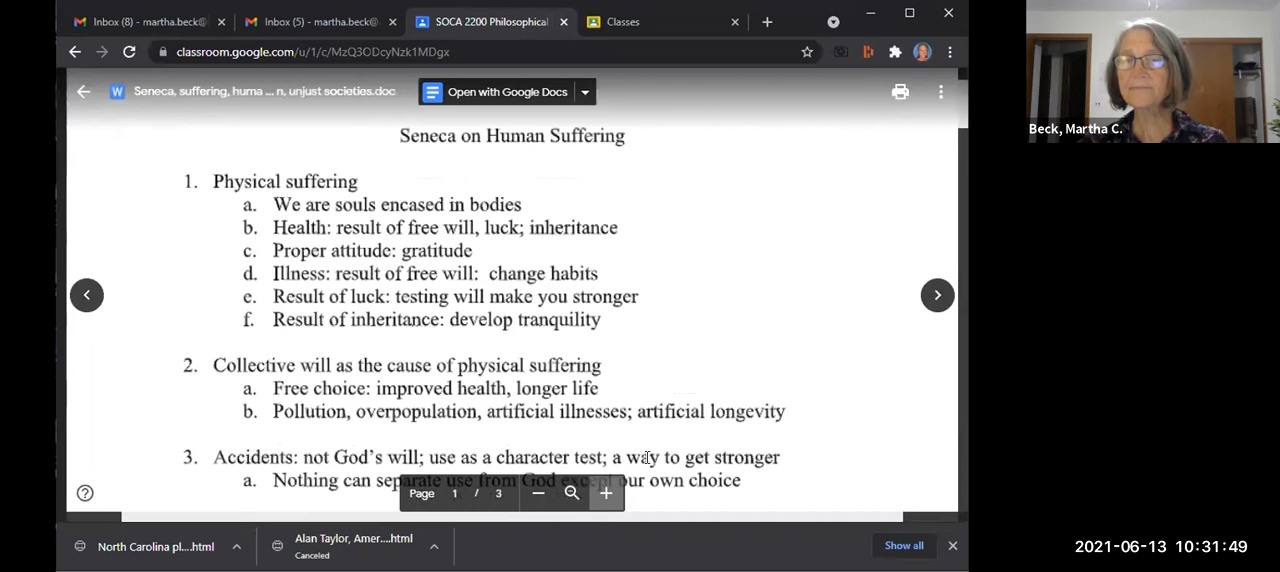 Inbox (8) - martha.beck@
Inbox (5) - martha.beck@
SOCA 2200 Philosophical
Classes
classroom.google.com/u/1/c/MzQ3ODcyNzk1MDgx
Seneca, suffering, huma ... n, unjust societies.doc
Open with Google Docs
Seneca on Human Suffering
1. Physical suffering
a. We are souls encased in bodies
b. Health: result of free will, luck; inheritance
c. Proper attitude: gratitude
d. Illness: result of free will: change habits
e. Result of luck: testing will make you stronger
f. Result of inheritance: develop tranquility
2. Collective will as the cause of physical suffering
a. Free choice: improved health, longer life
b. Pollution, overpopulation, artificial illnesses; artificial longevity
3. Accidents: not God's will; use as a character test; a way to get stronger
a. Nothing can separate use from God except our own choice
Page 1 / 3
North Carolina pl....html
Alan Taylor, Amer....html
Canceled
Show all
Beck, Martha C.
2021-06-13 10:31:49